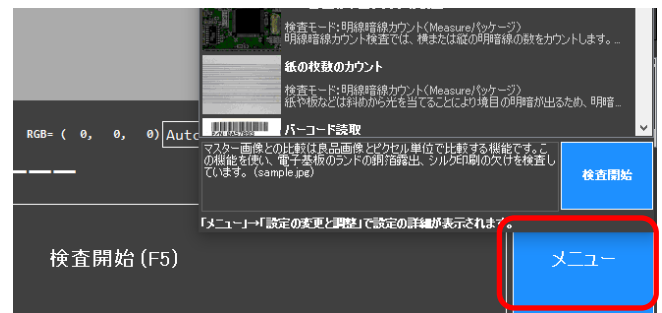 検査モード:明線暗線カウント(Measureパッケージ)
明線暗線カウント検査では、横または縦の明暗線の数をカウントします。...
紙の枚数のカウント
検査モード:明線暗線カウント(Measureパッケージ)
紙や板などは斜めから光を当てることにより境目の明暗が出るため、明暗...
バーコード読取
RGB= ( 0, 0, 0) Auto
マスター画像との比較は良品画像とピクセル単位で比較する機能です。こ
の機能を使い、電子基板のランドの銅箔露出、シルク印刷の欠けを検査し
ています。(sample.jpg)
検査開始
「メニュー」→「設定の変更と調整」で設定の詳細が表示されます。
検査開始(F5)
メニュー